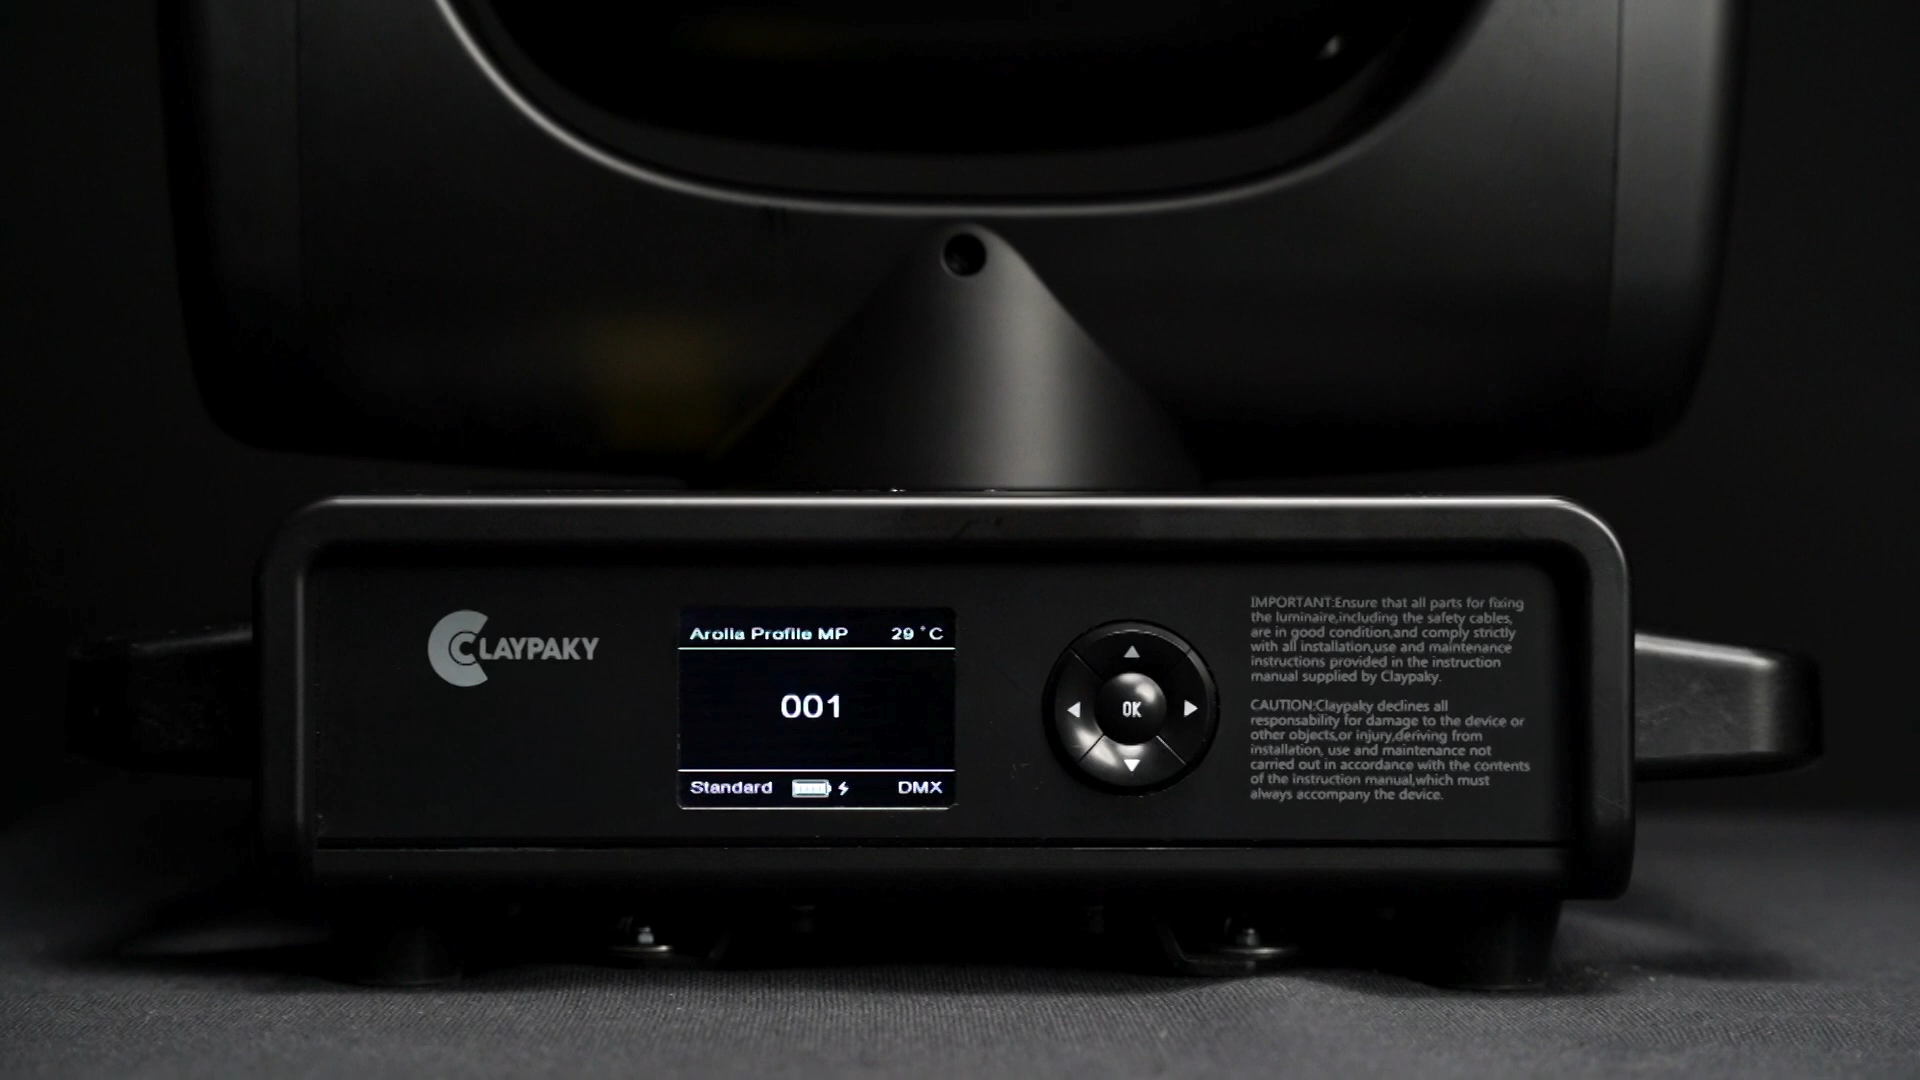 CLAYPAKY
Arolla Profile MP 29°C
001
Standard DMX
OK
IMPORTANT:Ensure that all parts for fixing
the luminaire,including the safety cables,
are in good condition,and comply strictly
with all installation,use and maintenance
instructions provided in the instruction
manual supplied by Claypaky.
CAUTION:Claypaky declines all
responsability for damage to the device or
other objects,or injury,deriving from
installation, use and maintenance not
carried out in accordance with the contents
of the instruction manual,which must
always accompany the device.